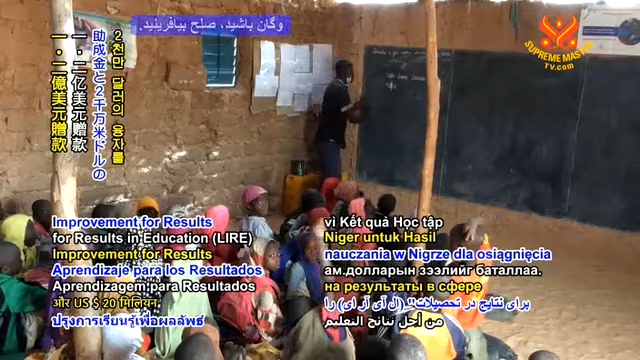 وگان باشید، صلح بیافرینید.
SUPREME MASTER
TV.com
2천만 달러의 융자를
助成金と2千万米ドルの
一・二亿美元赠款
一・二億美元贈款
Improvement for Results
for Results in Education (LIRE)
Improvement for Results
Aprendizaje para los Resultados
Aprendizagem para Resultados
और US $ 20 मिलियन
ปรุงการเรียนรู้เพื่อผลลัพธ์
vì Kết quả Học tập
Niger untuk Hasil
nauczania w Nigrze dla osiągnięcia
ам.долларын зээлийг баталлаа.
на результаты в сфере
برای نتایج در تحصیلات" (ال آی آر ای) را
من أجل نتائج التعليم